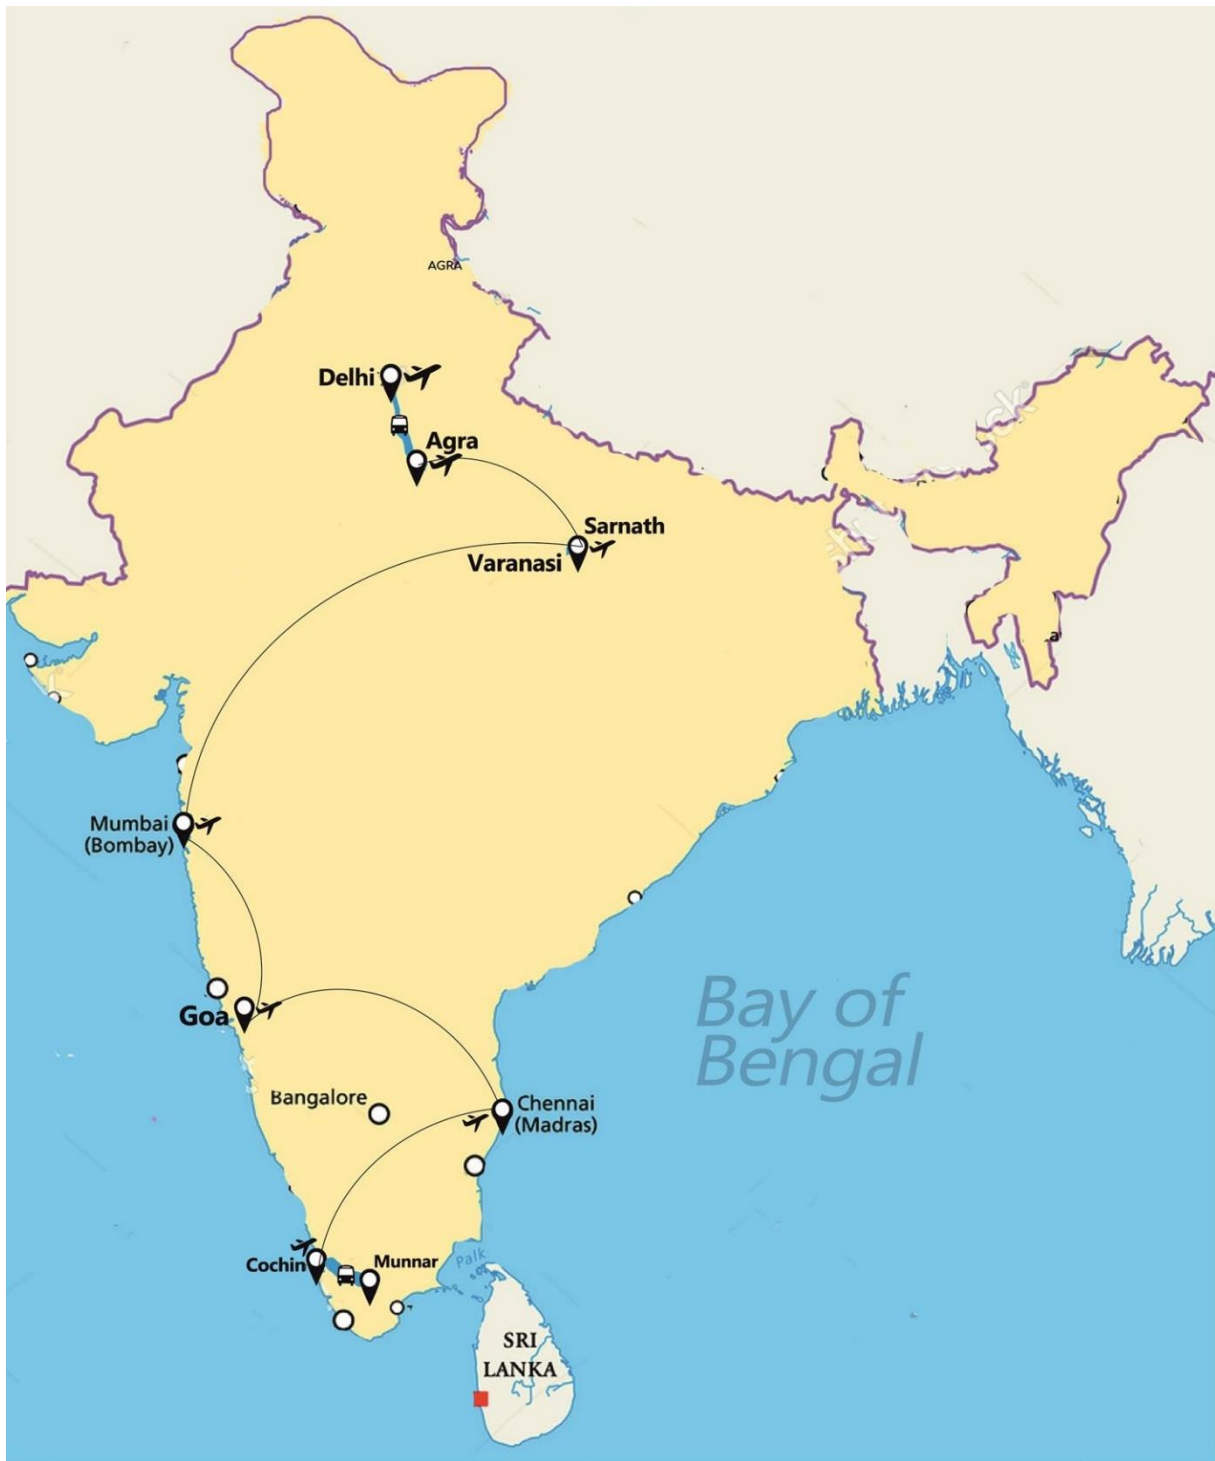 AGRA
Delhi
Agra
Sarnath
Varanasi
Mumbai
(Bombay)
Goa
Bay of
Bengal
Bangalore
Chennai
(Madras)
Cochin
Munnar
Palk
SRI
LANKA